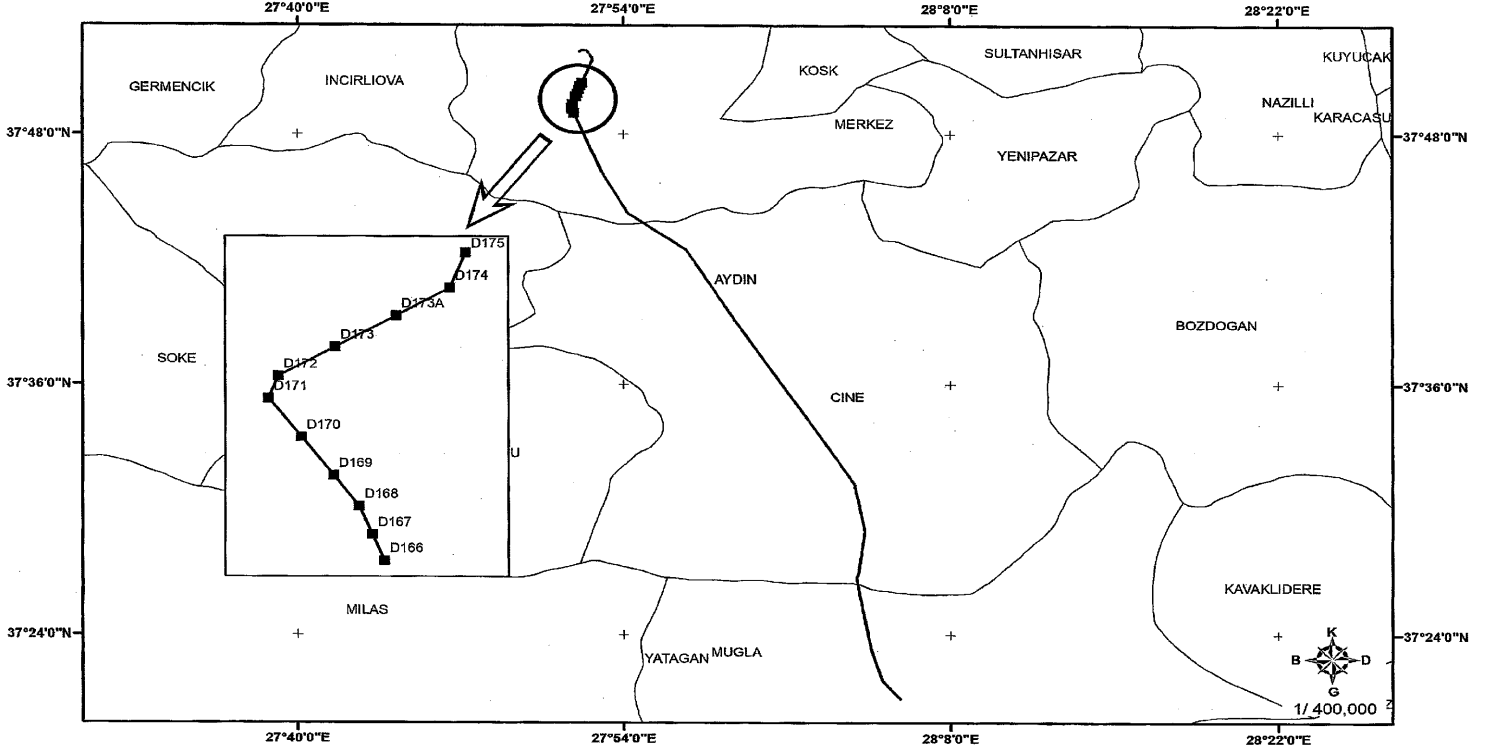 27°40'0"E
27°54'0"E
28°8'0"E
28°22'0"E
GERMENCIK
INCIRLIOVA
KOSK
SULTANHISAR
KUYUCAK
NAZILLI
KARACASU
MERKEZ
37°48'0"N
37°48'0"N
YENIPAZAR
D175
D174
AYDIN
D173A
D173
BOZDOGAN
SOKE
D172
37°36'0"N
D171
37°36'0"N
CINE
D170
U
D169
D168
D167
D166
KAVAKLIDERE
MILAS
37°24'0"N
37°24'0"N
K
YATAGAN
MUGLA
B
D
G
1/ 400,000
Z
27°40'0"E
27°54'0"E
28°8'0"E
28°22'0"E